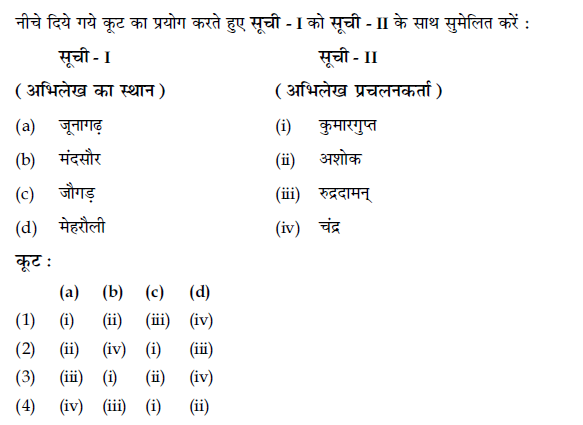 नीचे दिये गये कूट का प्रयोग करते हुए सूची - I को सूची - II के साथ सुमेलित करें :
सूची - I सूची - II
( अभिलेख का स्थान ) ( अभिलेख प्रचलनकर्ता )
(a) जूनागढ़ (i) कुमारगुप्त
(b) मंदसौर (ii) अशोक
(c) जौगड़ (iii) रुद्रदामन्
(d) मेहरौली (iv) चंद्र
कूट :
(a) (b) (c) (d)
(1) (i) (ii) (iii) (iv)
(2) (ii) (iv) (i) (iii)
(3) (iii) (i) (ii) (iv)
(4) (iv) (iii) (i) (ii)